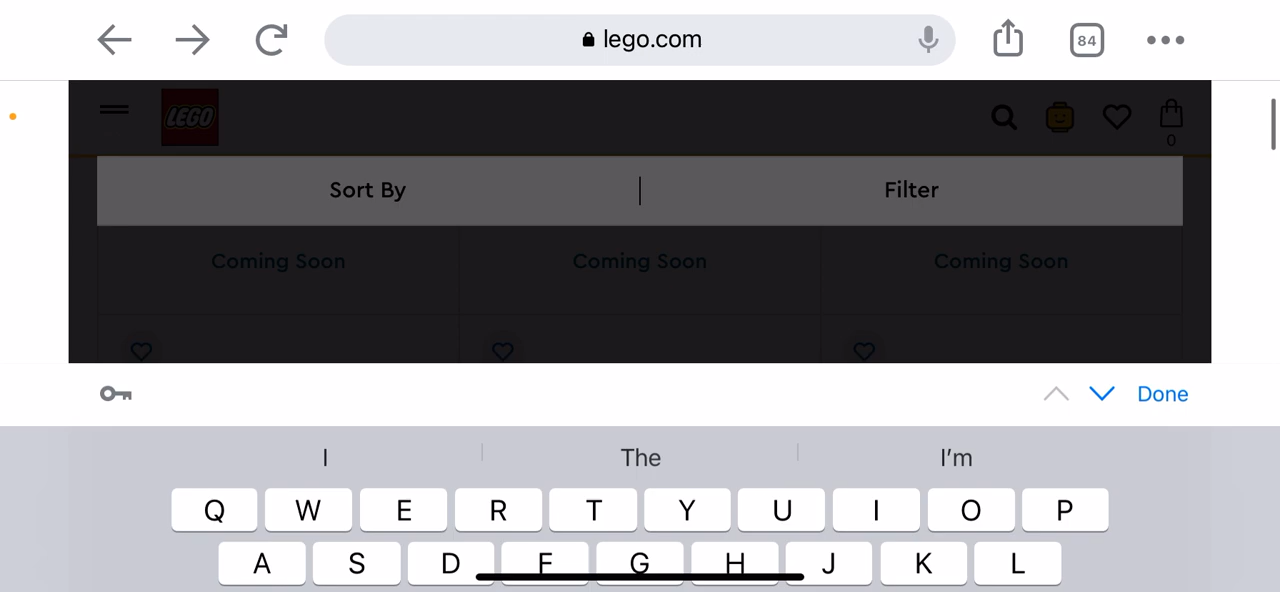 lego.com
84
LEGO
0
Sort By | Filter
Coming Soon Coming Soon Coming Soon
Done
I The I'm
Q W E R T Y U I O P
A S D F G H J K L